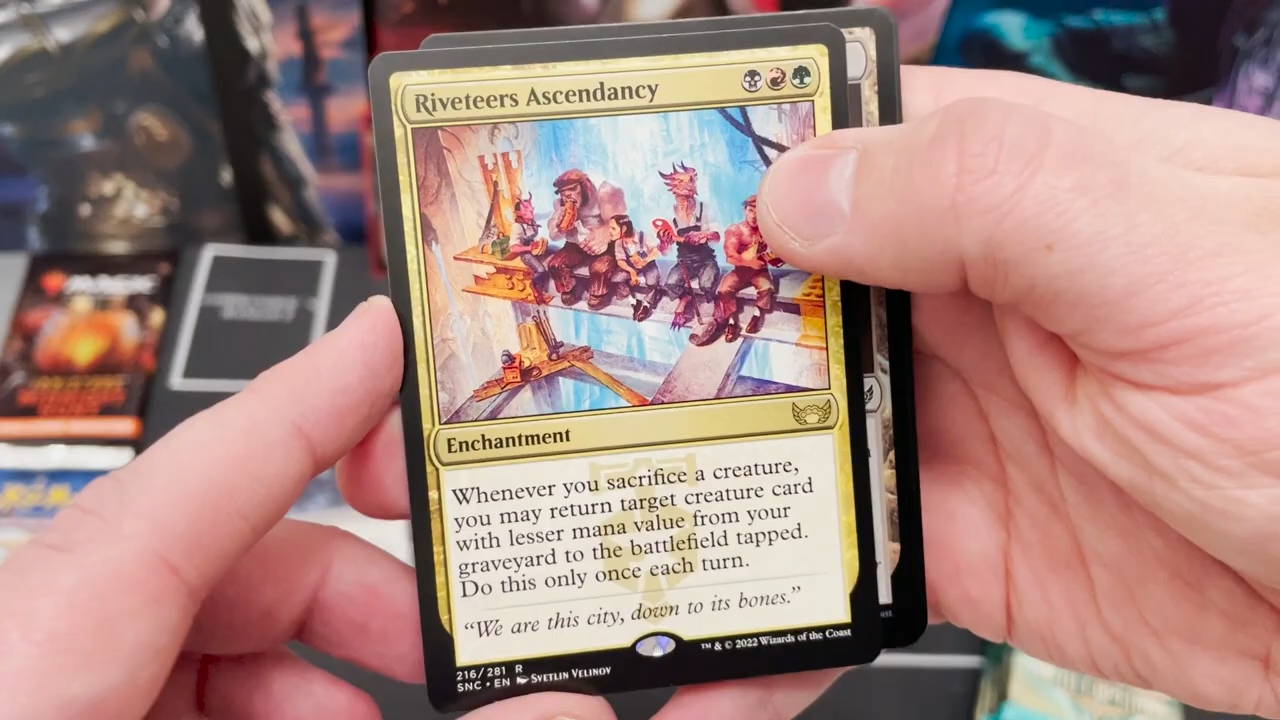 Riveteers Ascendancy
Enchantment
Whenever you sacrifice a creature,
you may return target creature card
with lesser mana value from your
graveyard to the battlefield tapped.
Do this only once each turn.
“We are this city, down to its bones.”
216/281 R
SNC • EN SVETLIN VELINOV
™ & © 2022 Wizards of the Coast
MAGIC